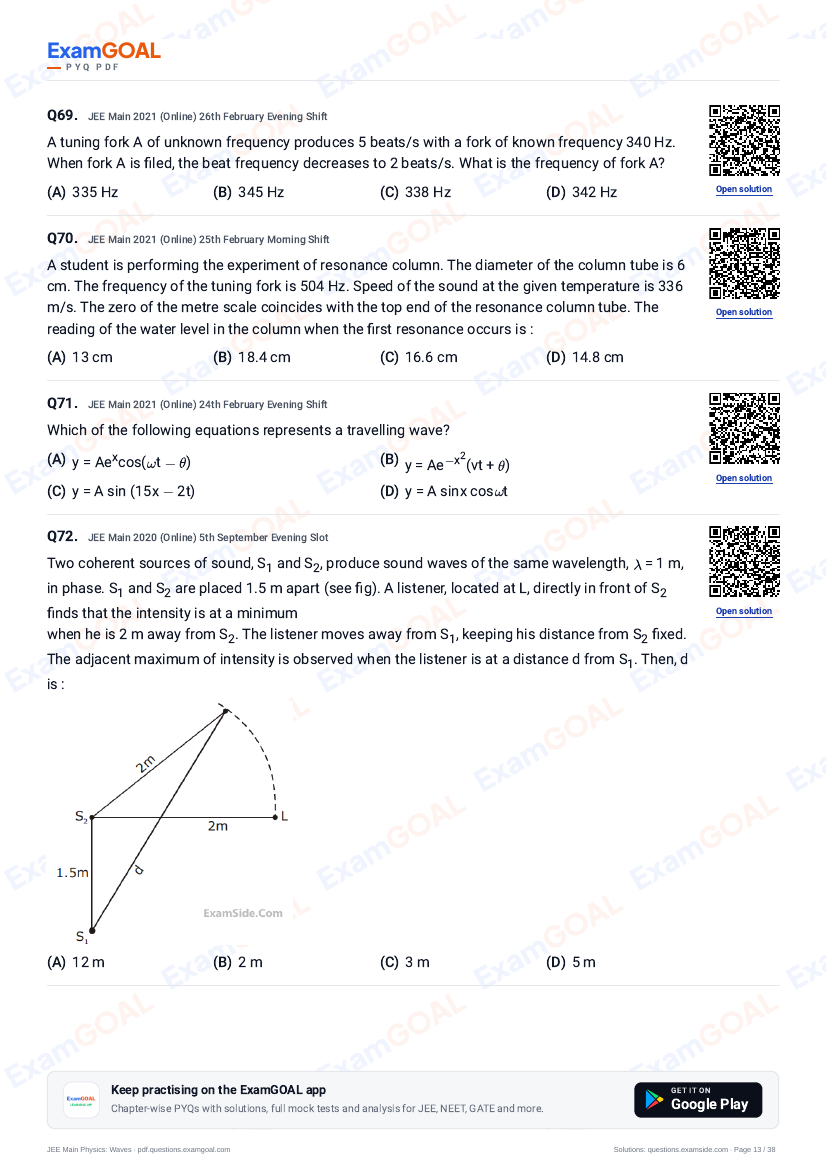 ExamGOAL
PYQ PDF
Q69. JEE Main 2021 (Online) 26th February Evening Shift
A tuning fork A of unknown frequency produces 5 beats/s with a fork of known frequency 340 Hz.
When fork A is filed, the beat frequency decreases to 2 beats/s. What is the frequency of fork A?
(A) 335 Hz (B) 345 Hz (C) 338 Hz (D) 342 Hz
Open solution
Q70. JEE Main 2021 (Online) 25th February Morning Shift
A student is performing the experiment of resonance column. The diameter of the column tube is 6
cm. The frequency of the tuning fork is 504 Hz. Speed of the sound at the given temperature is 336
m/s. The zero of the metre scale coincides with the top end of the resonance column tube. The
reading of the water level in the column when the first resonance occurs is :
(A) 13 cm (B) 18.4 cm (C) 16.6 cm (D) 14.8 cm
Open solution
Q71. JEE Main 2021 (Online) 24th February Evening Shift
Which of the following equations represents a travelling wave?
(A) y = Ae^x cos(ωt − θ) (B) y = Ae^−x^2(vt + θ)
(C) y = A sin (15x − 2t) (D) y = A sinx cosωt
Open solution
Q72. JEE Main 2020 (Online) 5th September Evening Slot
Two coherent sources of sound, S₁ and S₂, produce sound waves of the same wavelength, λ = 1 m,
in phase. S₁ and S₂ are placed 1.5 m apart (see fig). A listener, located at L, directly in front of S₂
finds that the intensity is at a minimum
when he is 2 m away from S₂. The listener moves away from S₁, keeping his distance from S₂ fixed.
The adjacent maximum of intensity is observed when the listener is at a distance d from S₁. Then, d
is :
Open solution
2m
S₂
L
2m
1.5m
d
ExamSide.Com
S₁
(A) 12 m (B) 2 m (C) 3 m (D) 5 m
ExamGOAL
Keep practising on the ExamGOAL app
Chapter-wise PYQs with solutions, full mock tests and analysis for JEE, NEET, GATE and more.
GET IT ON
Google Play
JEE Main Physics: Waves · pdf.questions.examgoal.com
Solutions: questions.examside.com · Page 13 / 38